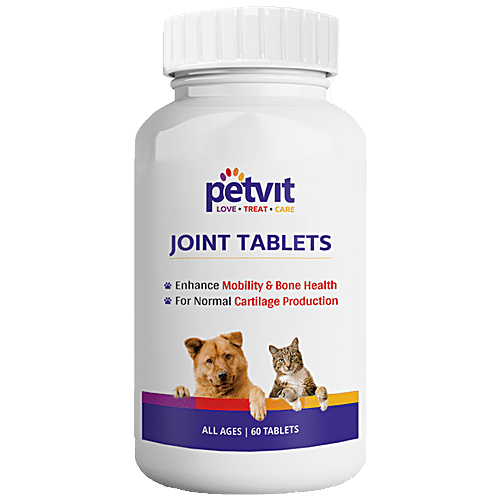 petvit
LOVE • TREAT • CARE
JOINT TABLETS
Enhance Mobility & Bone Health
For Normal Cartilage Production
ALL AGES | 60 TABLETS